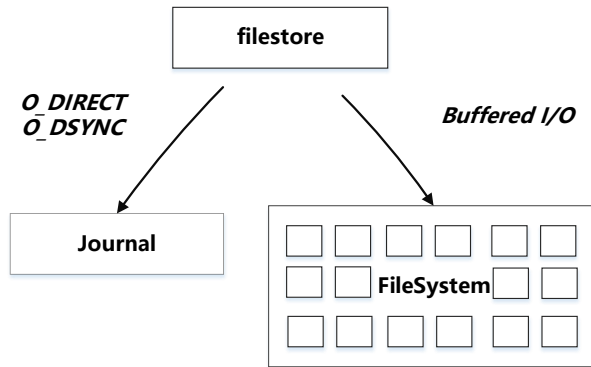 filestore
O_DIRECT
O_DSYNC
Buffered I/O
Journal
FileSystem